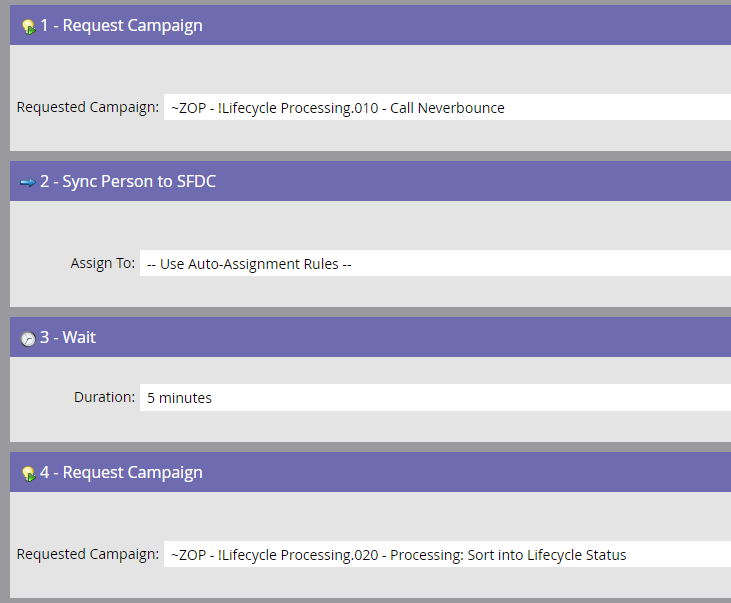 1 - Request Campaign
Requested Campaign: ~ZOP - !Lifecycle Processing.010 - Call Neverbounce
2 - Sync Person to SFDC
Assign To: -- Use Auto-Assignment Rules --
3 - Wait
Duration: 5 minutes
4 - Request Campaign
Requested Campaign: ~ZOP - !Lifecycle Processing.020 - Processing: Sort into Lifecycle Status